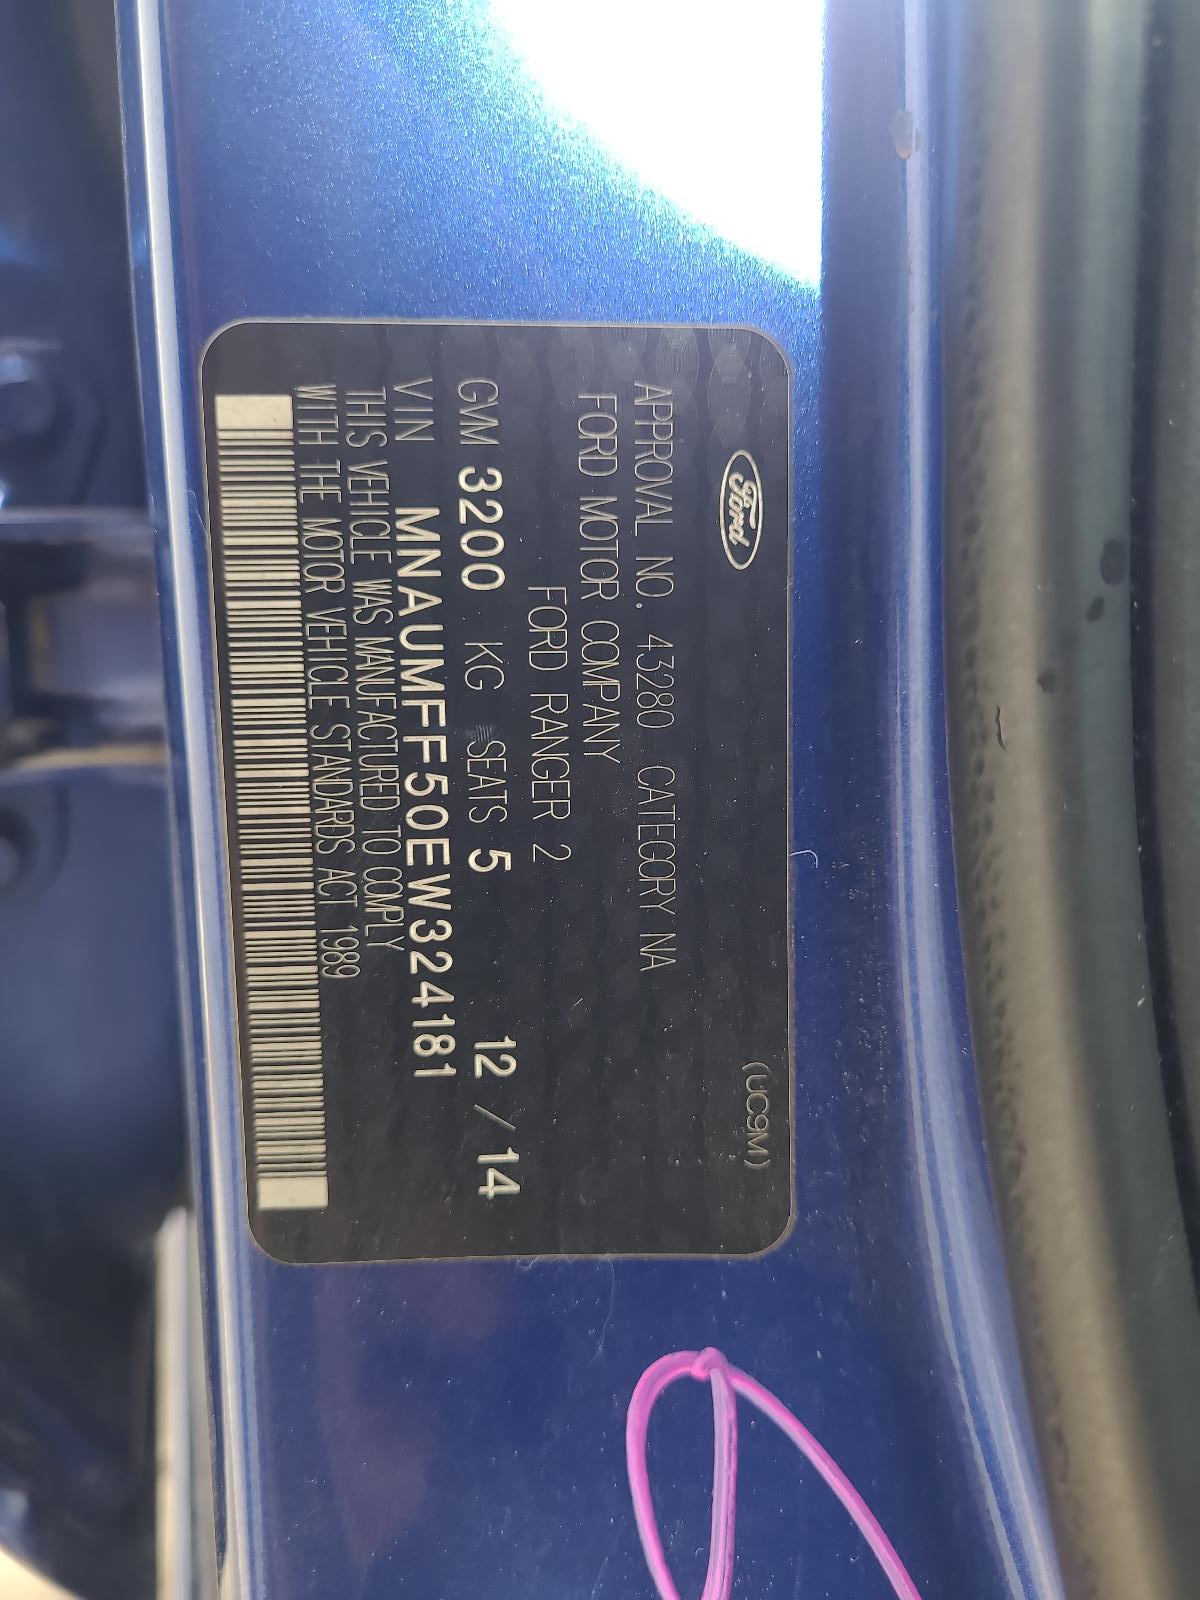 Ford
(UC9M)
APPROVAL NO. 43280 CATEGORY NA
FORD MOTOR COMPANY
FORD RANGER 2
GVM 3200 KG SEATS 5 12 / 14
VIN MNAUMFF50EW324181
THIS VEHICLE WAS MANUFACTURED TO COMPLY
WITH THE MOTOR VEHICLE STANDARDS ACT 1989